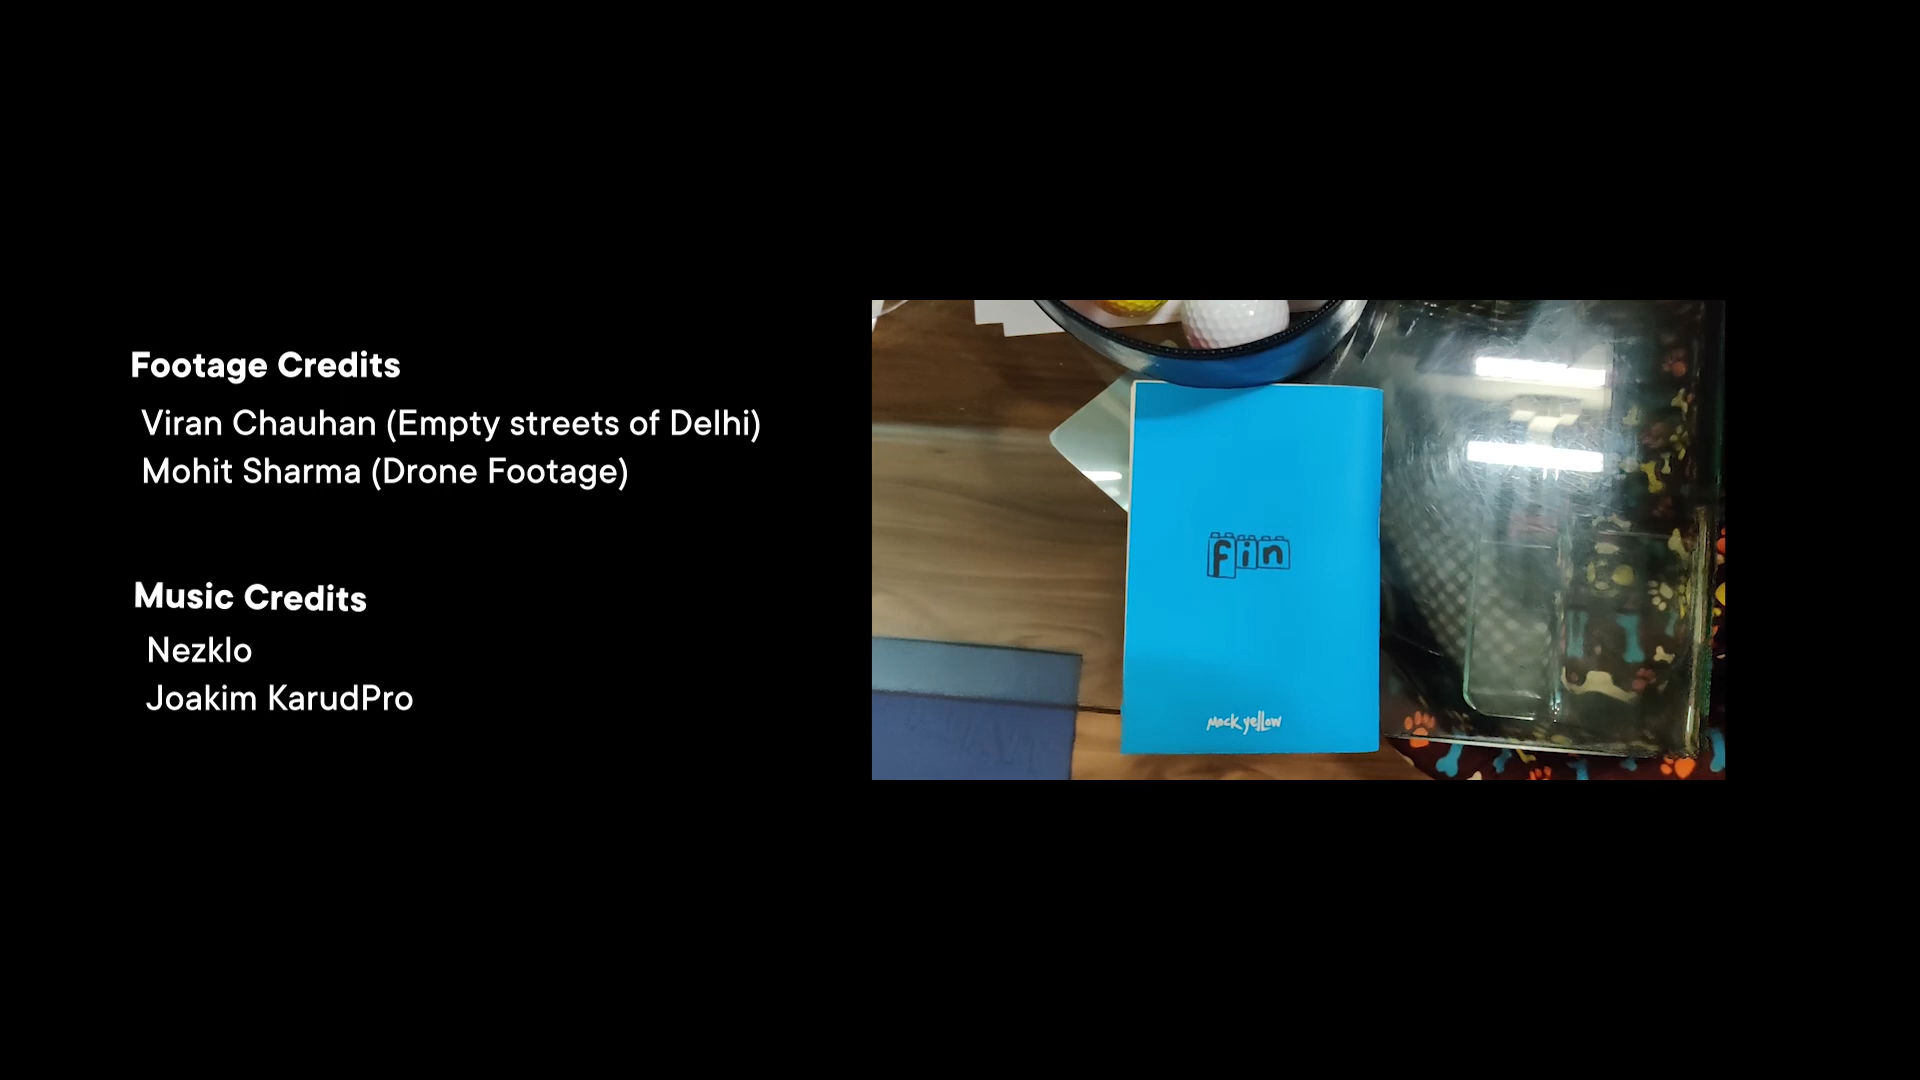 Footage Credits
Viran Chauhan (Empty streets of Delhi)
Mohit Sharma (Drone Footage)
Music Credits
Nezklo
Joakim KarudPro
fin
Mock yellow